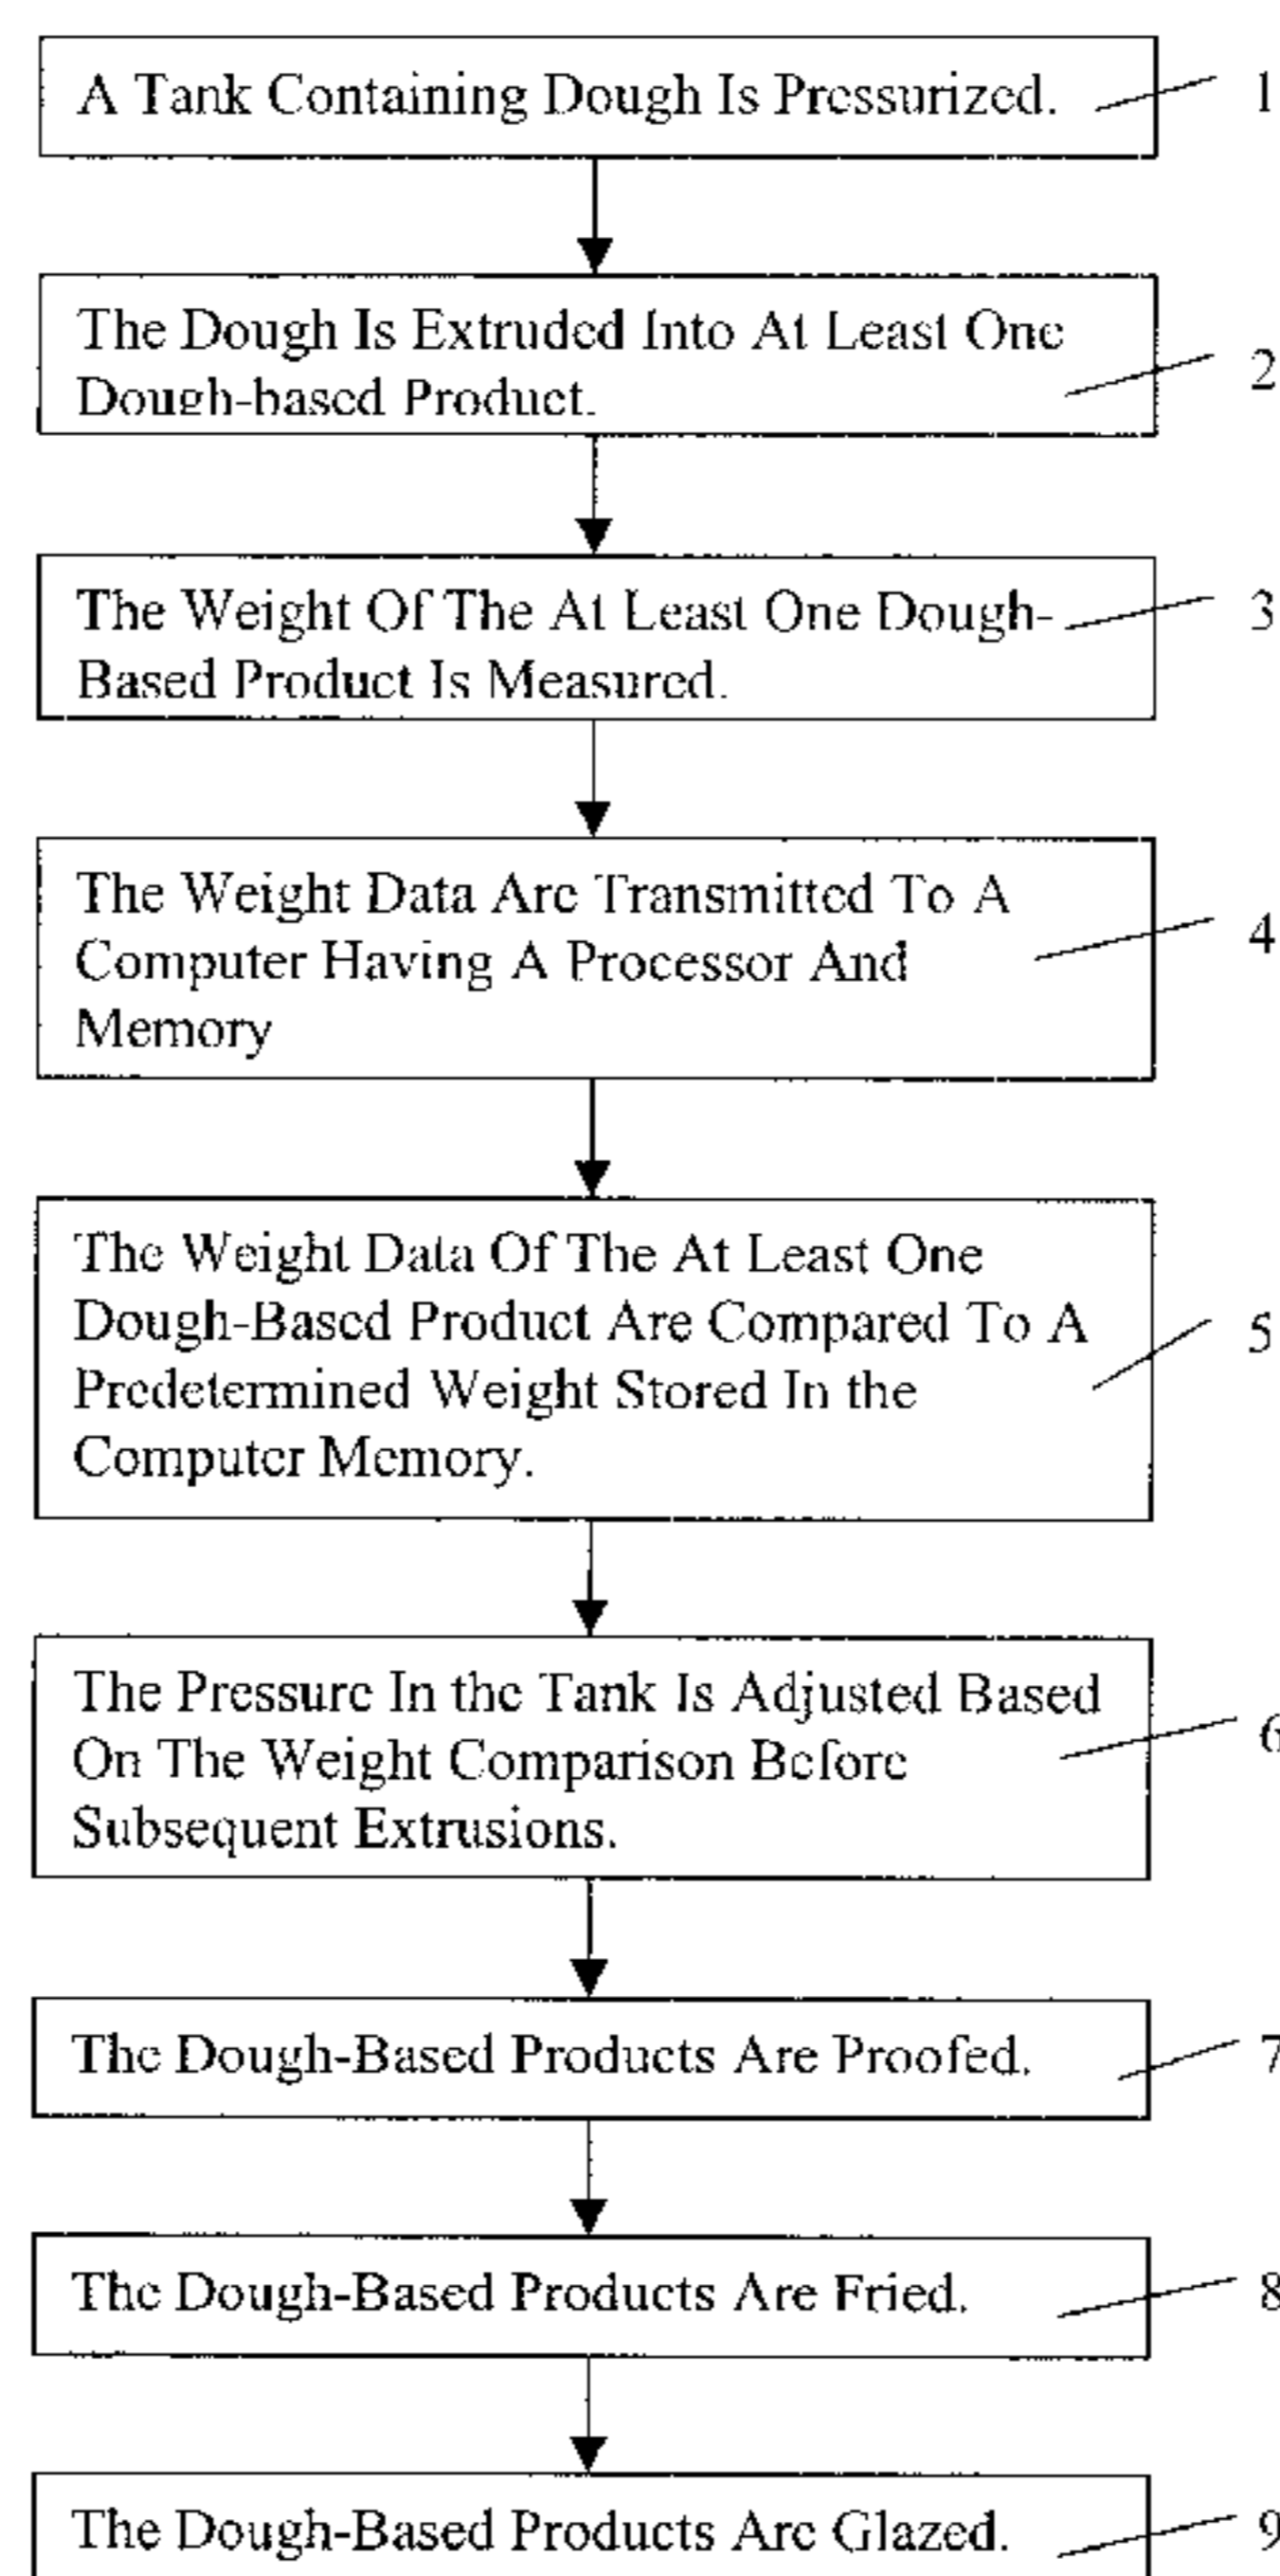 A Tank Containing Dough Is Pressurized.
1
The Dough Is Extruded Into At Least One
Dough-based Product.
2
The Weight Of The At Least One Dough-
Based Product Is Measured.
3
The Weight Data Are Transmitted To A
Computer Having A Processor And
Memory
4
The Weight Data Of The At Least One
Dough-Based Product Are Compared To A
Predetermined Weight Stored In the
Computer Memory.
5
The Pressure In the Tank Is Adjusted Based
On The Weight Comparison Before
Subsequent Extrusions.
6
The Dough-Based Products Are Proofed.
7
The Dough-Based Products Are Fried.
8
The Dough-Based Products Are Glazed.
9